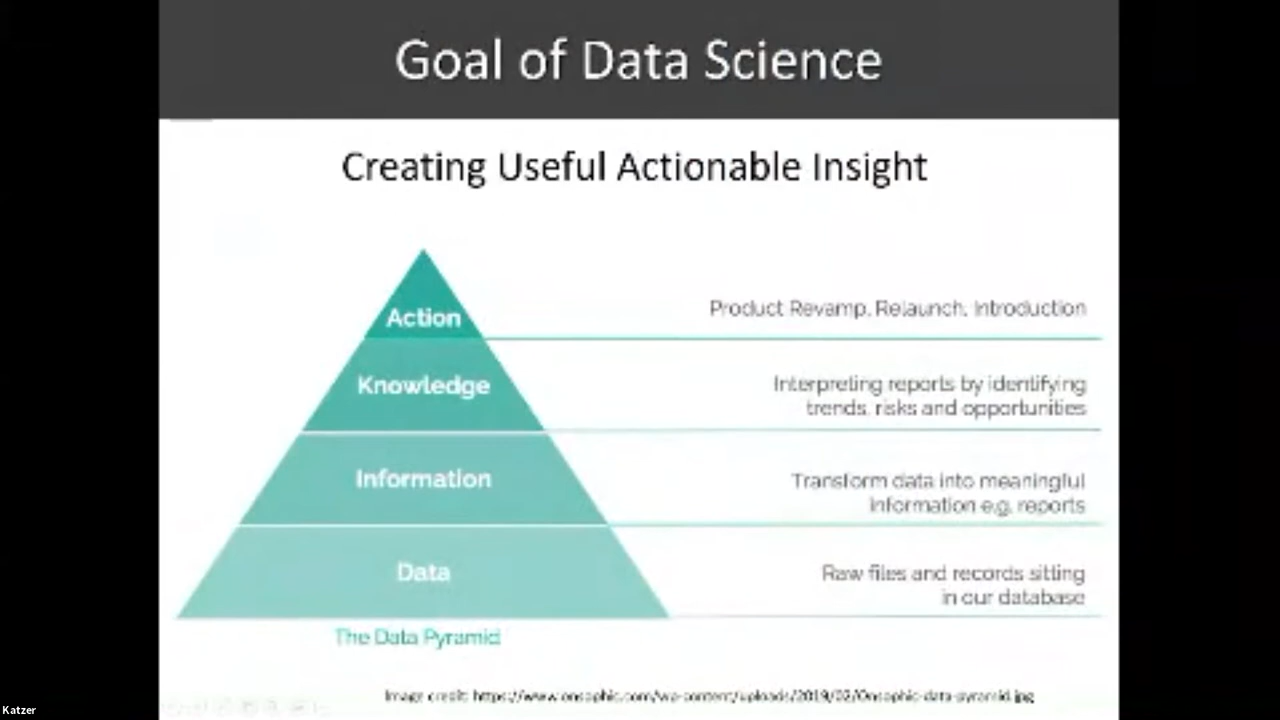 Goal of Data Science
Creating Useful Actionable Insight
Action
Product Revamp, Relaunch, Introduction
Knowledge
Interpreting reports by identifying
trends, risks and opportunities
Information
Transform data into meaningful
information e.g. reports
Data
Raw files and records sitting
in our database
The Data Pyramid
Image credit: https://www.onsophic.com/wp-content/uploads/2019/02/Onsophic-data-pyramid.jpg
Katzer